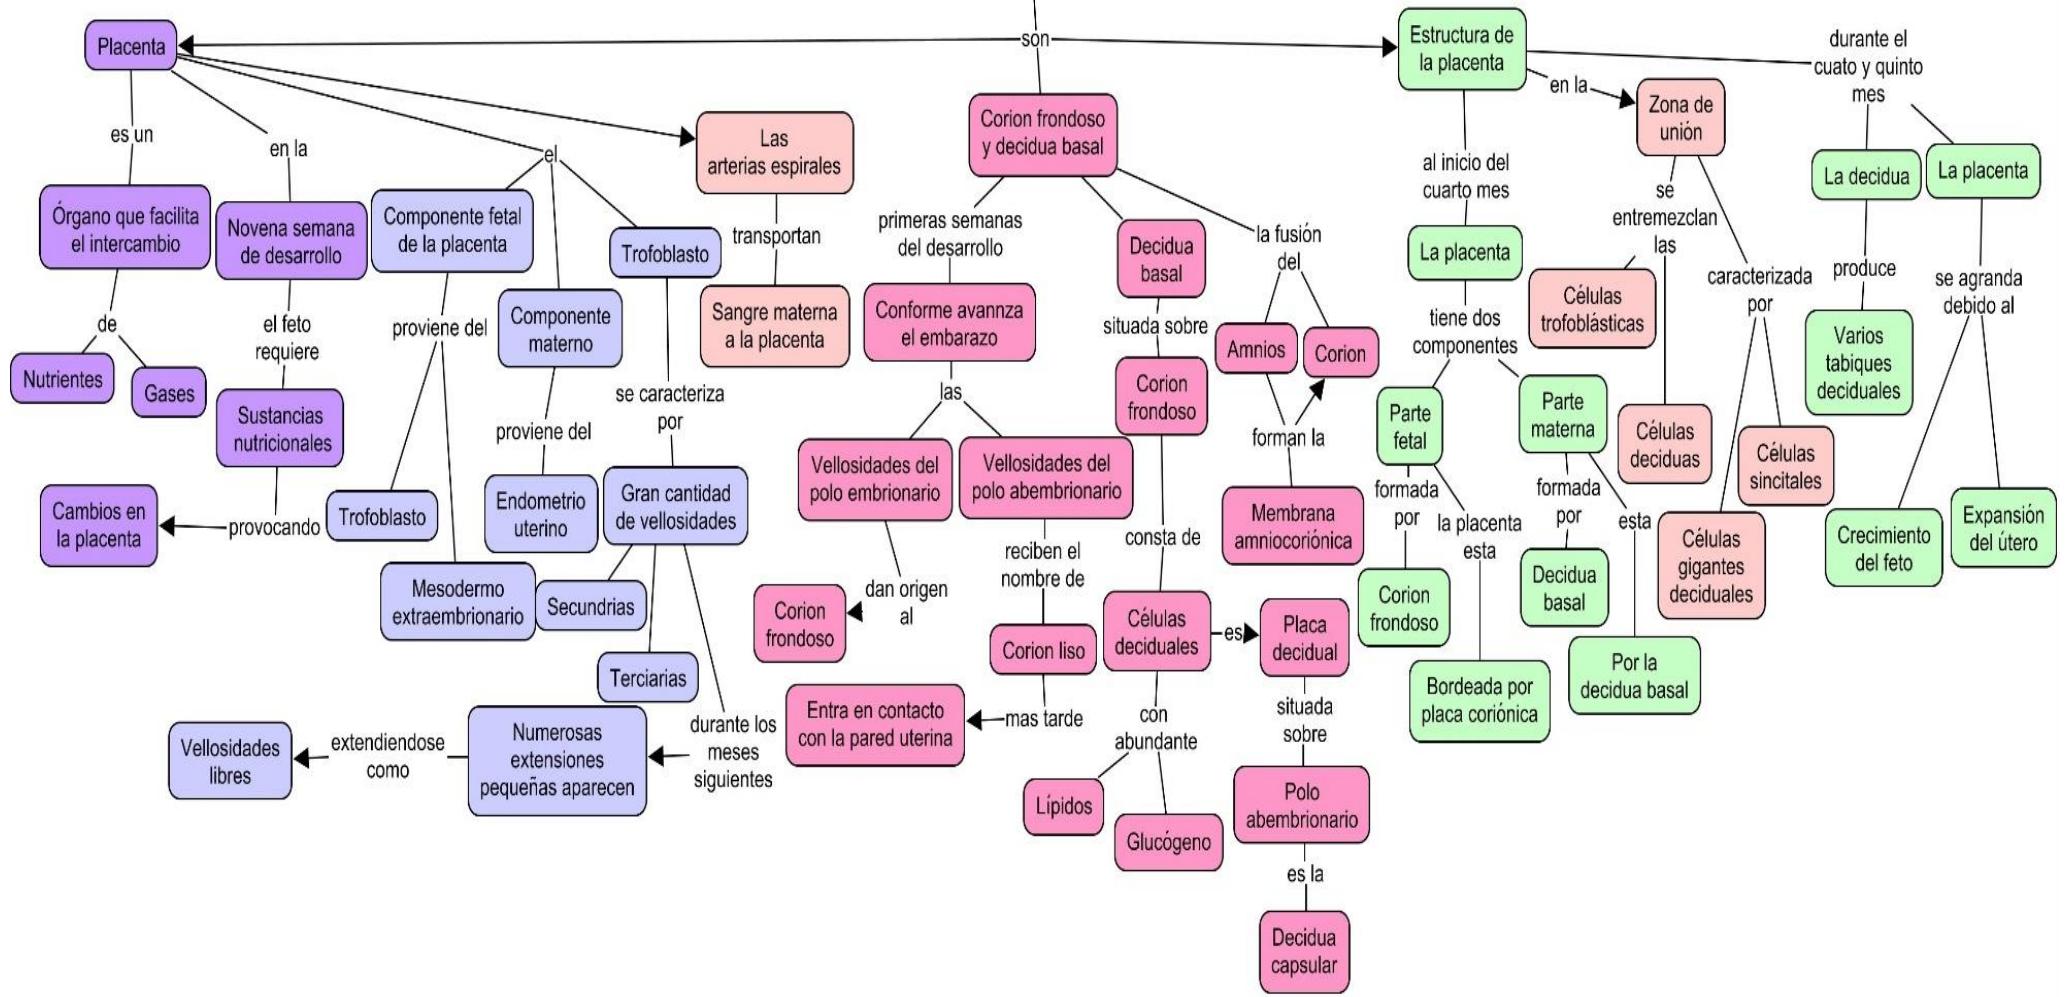 son
Placenta
es un
Órgano que facilita
el intercambio
de
Nutrientes
Gases
en la
Novena semana
de desarrollo
el feto
requiere
Sustancias
nutricionales
provocando
Cambios en
la placenta
el
Componente fetal
de la placenta
proviene del
Trofoblasto
Mesodermo
extraembrionario
Componente
materno
proviene del
Endometrio
uterino
Trofoblasto
se caracteriza
por
Gran cantidad
de vellosidades
Secundrias
Terciarias
durante los
meses
siguientes
Numerosas
extensiones
pequeñas aparecen
extendiendose
como
Vellosidades
libres
Las
arterias espirales
transportan
Sangre materna
a la placenta
Corion frondoso
y decidua basal
primeras semanas
del desarrollo
Conforme avannza
el embarazo
las
Vellosidades del
polo embrionario
dan origen
al
Corion
frondoso
Vellosidades del
polo abembrionario
reciben el
nombre de
Corion liso
mas tarde
Entra en contacto
con la pared uterina
Decidua
basal
situada sobre
Corion
frondoso
consta de
Células
deciduales
con
abundante
Lípidos
Glucógeno
es
Placa
decidual
situada
sobre
Polo
abembrionario
es la
Decidua
capsular
la fusión
del
Amnios
Corion
forman la
Membrana
amniocoriónica
Estructura de
la placenta
al inicio del
cuarto mes
La placenta
tiene dos
componentes
Parte
fetal
formada
por
Corion
frondoso
la placenta
esta
Bordeada por
placa coriónica
Parte
materna
formada
por
Decidua
basal
esta
Por la
decidua basal
en la
Zona de
unión
se
entremezclan
las
Células
trofoblásticas
Células
deciduas
caracterizada
por
Células
gigantes
deciduales
Células
sincitales
durante el
cuato y quinto
mes
La decidua
produce
Varios
tabiques
deciduales
La placenta
se agranda
debido al
Crecimiento
del feto
Expansión
del útero